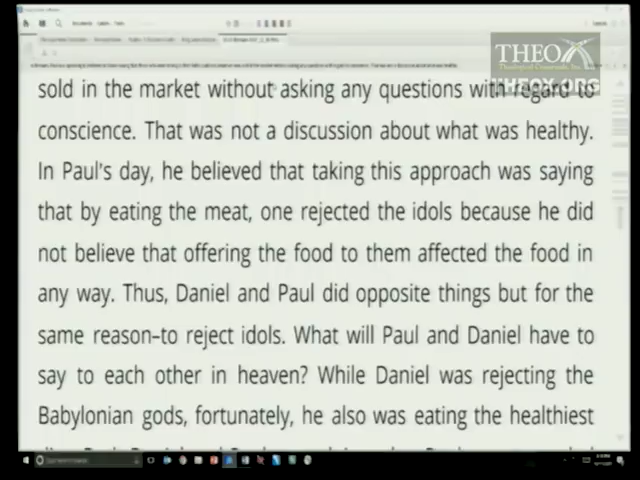 THEO
THEOX.ORG
sold in the market without asking any questions with regard to
conscience. That was not a discussion about what was healthy.
In Paul's day, he believed that taking this approach was saying
that by eating the meat, one rejected the idols because he did
not believe that offering the food to them affected the food in
any way. Thus, Daniel and Paul did opposite things but for the
same reason–to reject idols. What will Paul and Daniel have to
say to each other in heaven? While Daniel was rejecting the
Babylonian gods, fortunately, he also was eating the healthiest